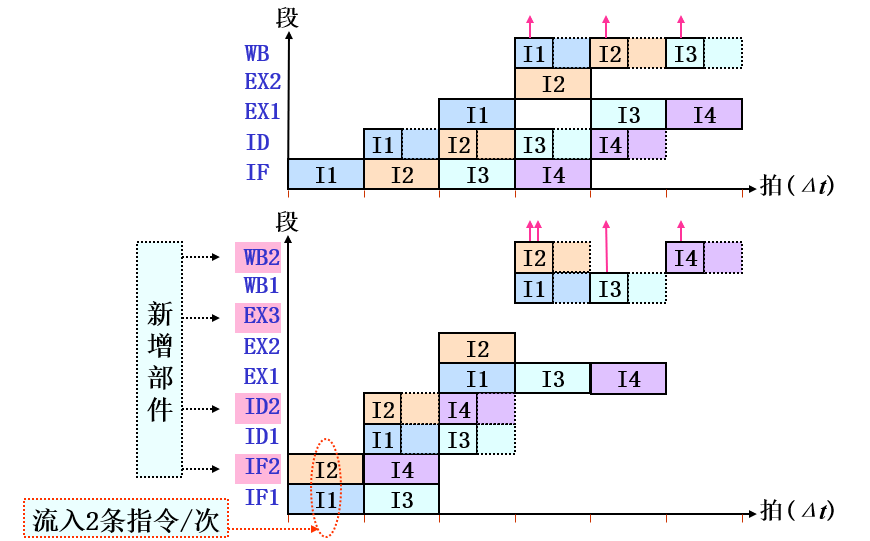 段
WB I1 I2 I3
EX2 I2
EX1 I1 I3 I4
ID I1 I2 I3 I4
IF I1 I2 I3 I4
拍(Δt)
段
WB2 I2 I4
WB1 I1 I3
EX3
EX2 I2
EX1 I1 I3 I4
ID2 I2 I4
ID1 I1 I3
IF2 I2 I4
IF1 I1 I3
拍(Δt)
新增部件
流入2条指令/次